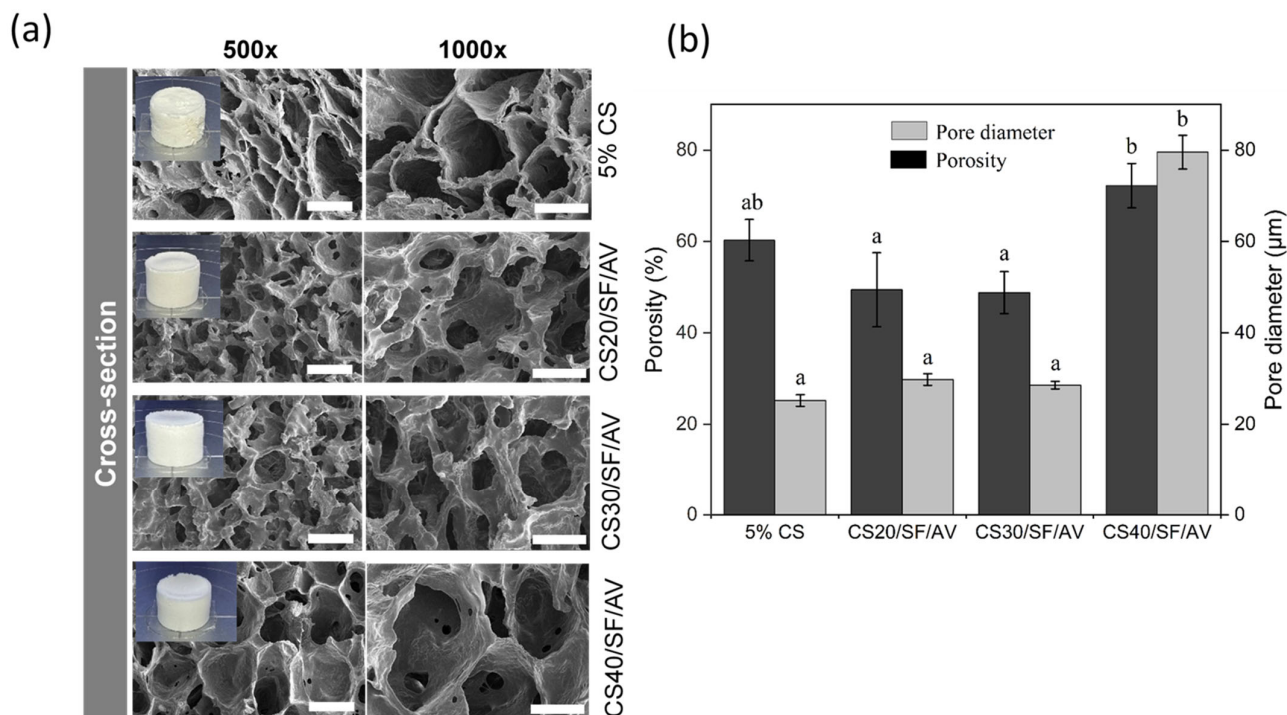 (a)
500x
1000x
Cross-section
5% CS
CS20/SF/AV
CS30/SF/AV
CS40/SF/AV
(b)
Pore diameter
Porosity
Porosity (%)
80
60
40
20
0
ab
a
a
a
a
a
b
b
80
60
40
20
0
Pore diameter (μm)
5% CS
CS20/SF/AV
CS30/SF/AV
CS40/SF/AV